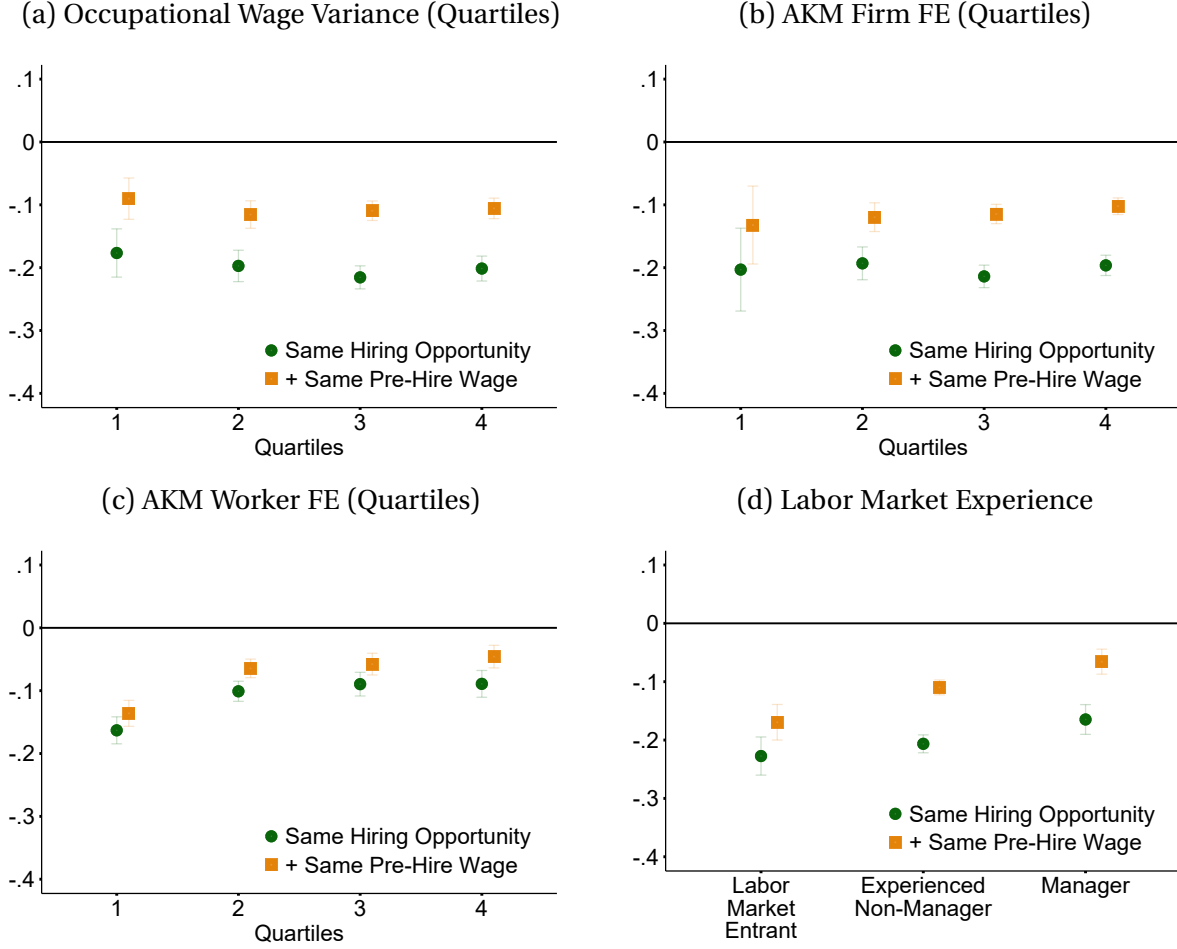 (a) Occupational Wage Variance (Quartiles)
.1
0
-.1
-.2
-.3
-.4
Same Hiring Opportunity
+ Same Pre-Hire Wage
1 2 3 4
Quartiles
(b) AKM Firm FE (Quartiles)
.1
0
-.1
-.2
-.3
-.4
Same Hiring Opportunity
+ Same Pre-Hire Wage
1 2 3 4
Quartiles
(c) AKM Worker FE (Quartiles)
.1
0
-.1
-.2
-.3
-.4
Same Hiring Opportunity
+ Same Pre-Hire Wage
1 2 3 4
Quartiles
(d) Labor Market Experience
.1
0
-.1
-.2
-.3
-.4
Same Hiring Opportunity
+ Same Pre-Hire Wage
Labor
Market
Entrant
Experienced
Non-Manager
Manager